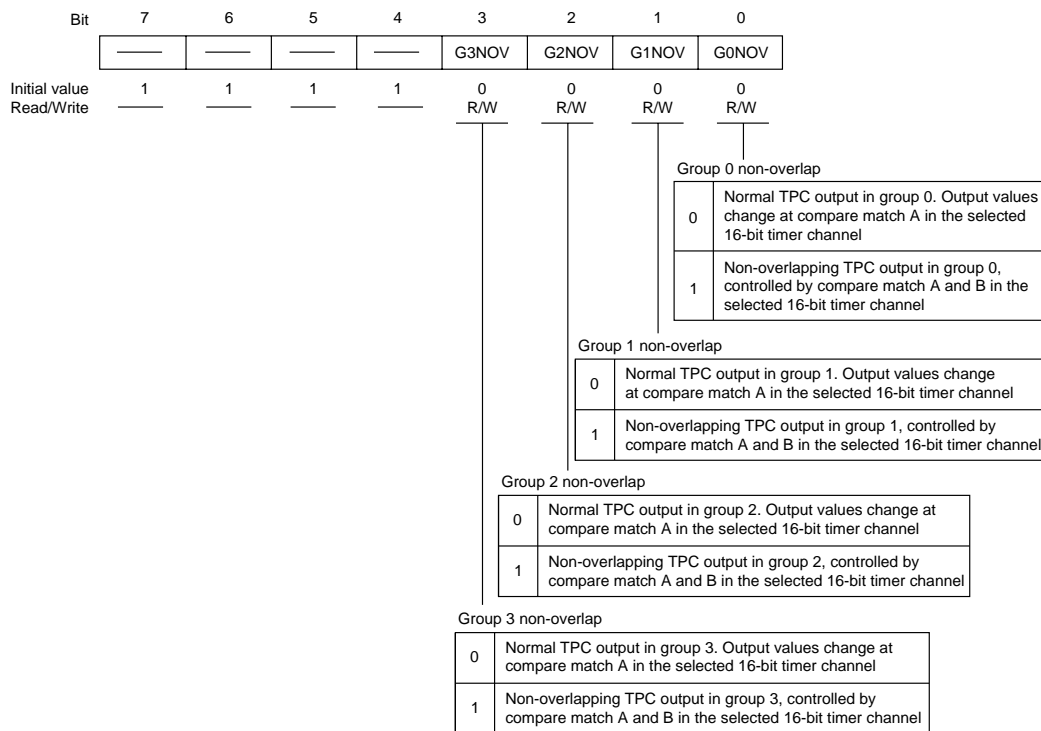 Bit 7 6 5 4 3 2 1 0
G3NOV G2NOV G1NOV G0NOV
Initial value 1 1 1 1 0 0 0 0
Read/Write R/W R/W R/W R/W
Group 0 non-overlap
0 Normal TPC output in group 0. Output values
change at compare match A in the selected
16-bit timer channel
1 Non-overlapping TPC output in group 0,
controlled by compare match A and B in the
selected 16-bit timer channel
Group 1 non-overlap
0 Normal TPC output in group 1. Output values change
at compare match A in the selected 16-bit timer channel
1 Non-overlapping TPC output in group 1, controlled by
compare match A and B in the selected 16-bit timer channel
Group 2 non-overlap
0 Normal TPC output in group 2. Output values change at
compare match A in the selected 16-bit timer channel
1 Non-overlapping TPC output in group 2, controlled by
compare match A and B in the selected 16-bit timer channel
Group 3 non-overlap
0 Normal TPC output in group 3. Output values change at
compare match A in the selected 16-bit timer channel
1 Non-overlapping TPC output in group 3, controlled by
compare match A and B in the selected 16-bit timer channel